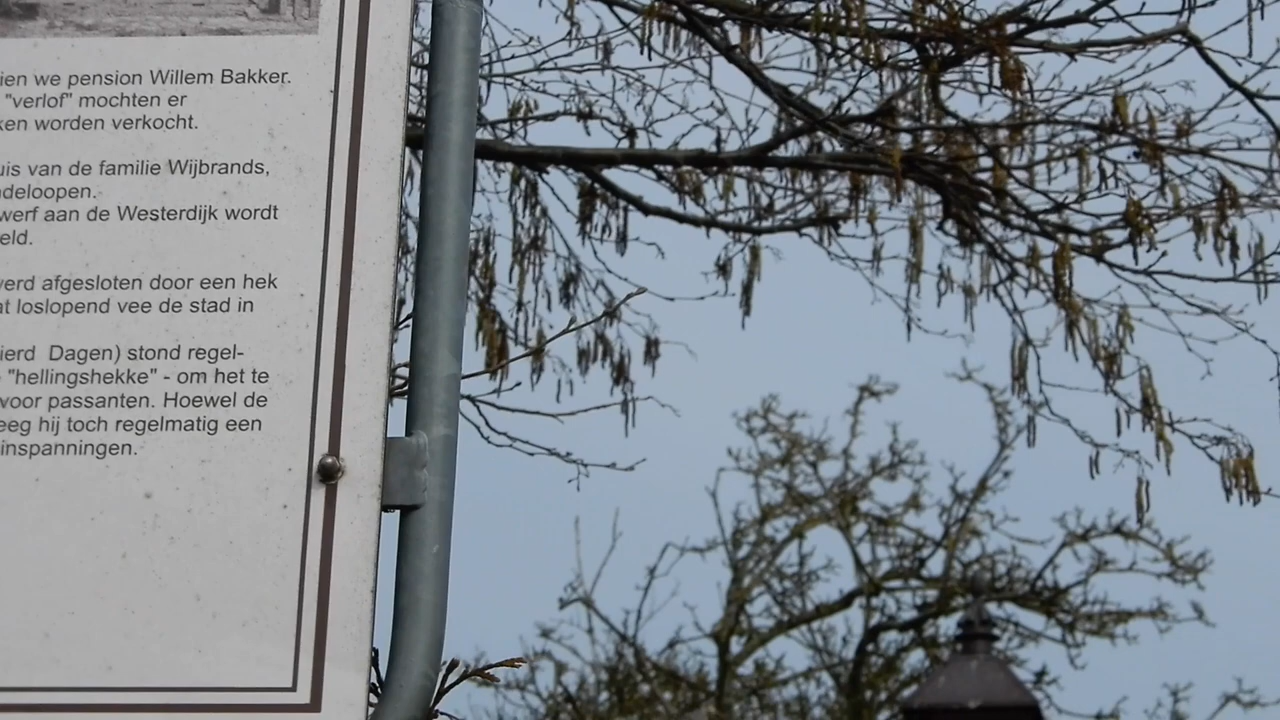 ien we pension Willem Bakker.
"verlof" mochten er
ken worden verkocht.
uis van de familie Wijbrands,
deloopen.
werf aan de Westerdijk wordt
eld.
verd afgesloten door een hek
at loslopend vee de stad in
ierd Dagen) stond regel-
"hellingshekke" - om het te
voor passanten. Hoewel de
eeg hij toch regelmatig een
inspanningen.